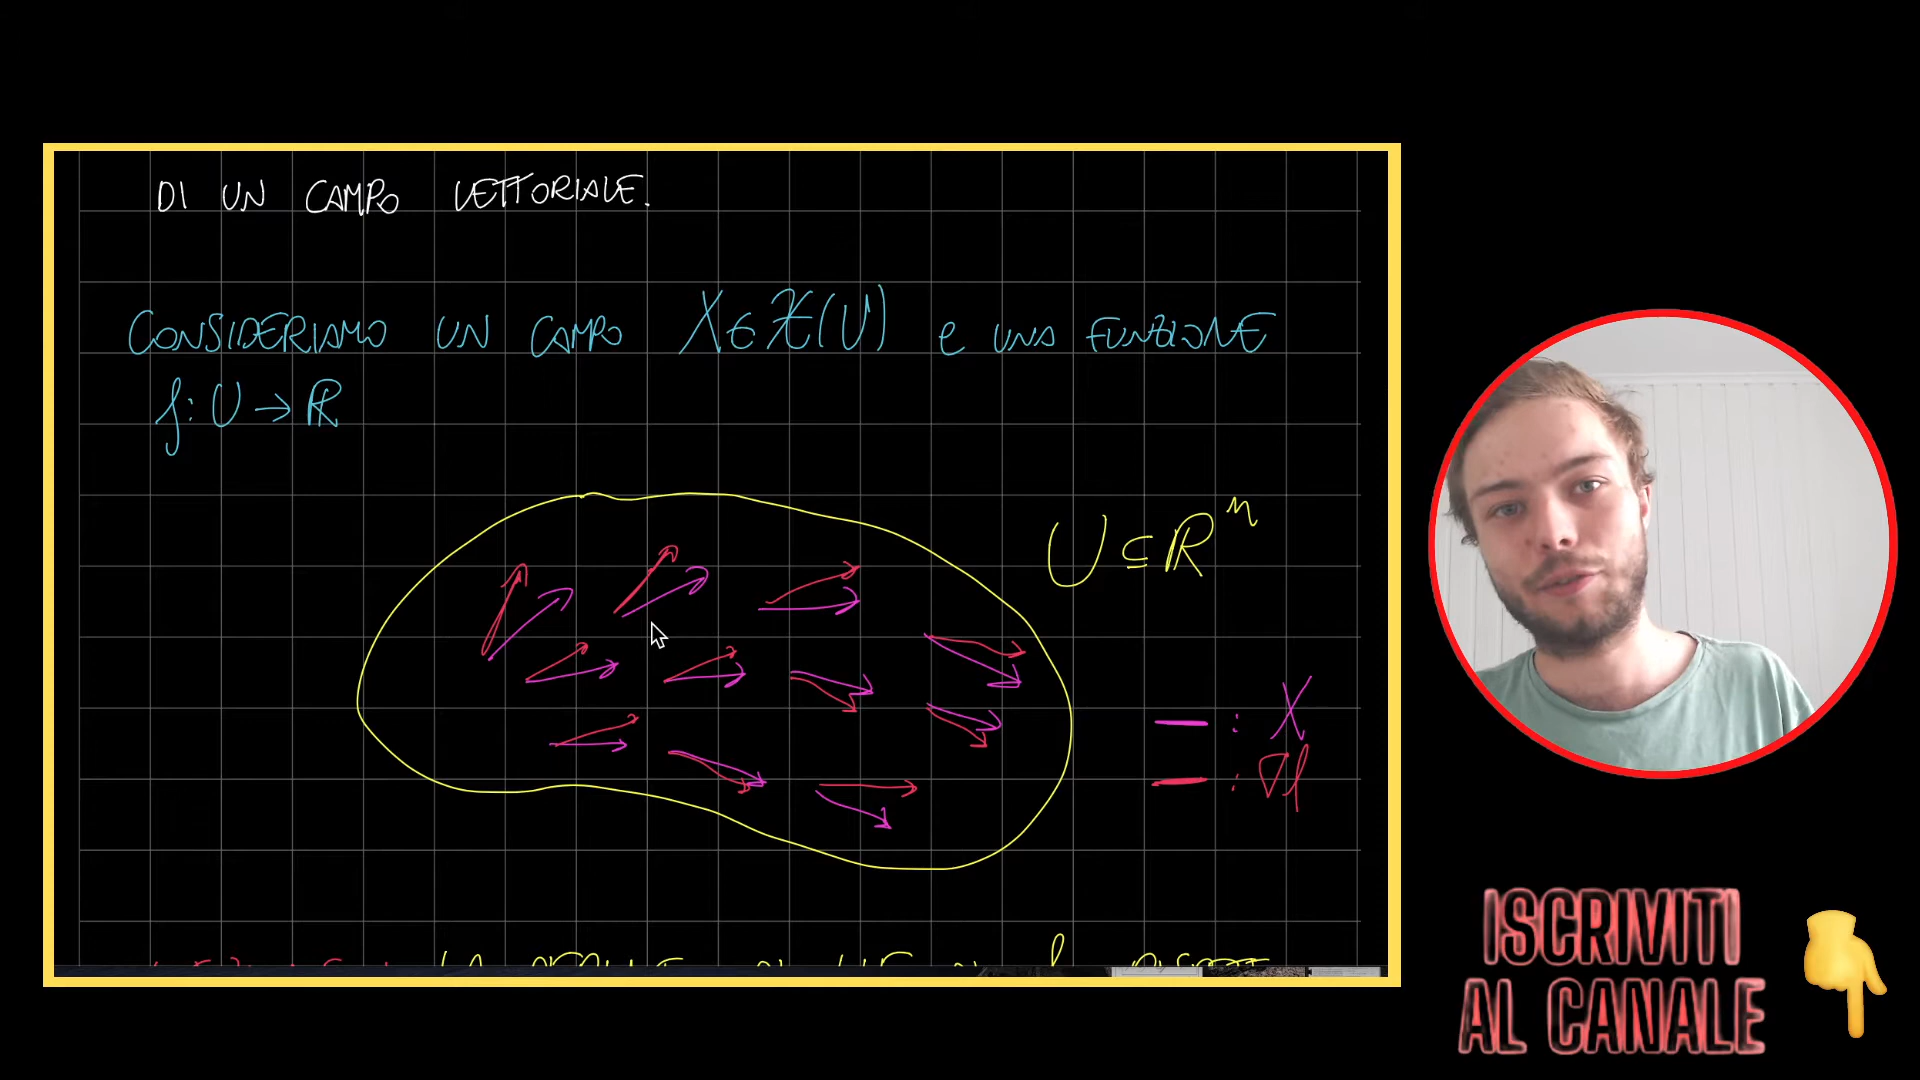 DI UN CAMPO VETTORIALE.
CONSIDERIAMO UN CAMPO X ∈ 𝔛(U) e UNA FUNZIONE
f: U → ℝ
U ⊆ ℝⁿ
— : X
— : ∇f
ISCRIVITI
AL CANALE